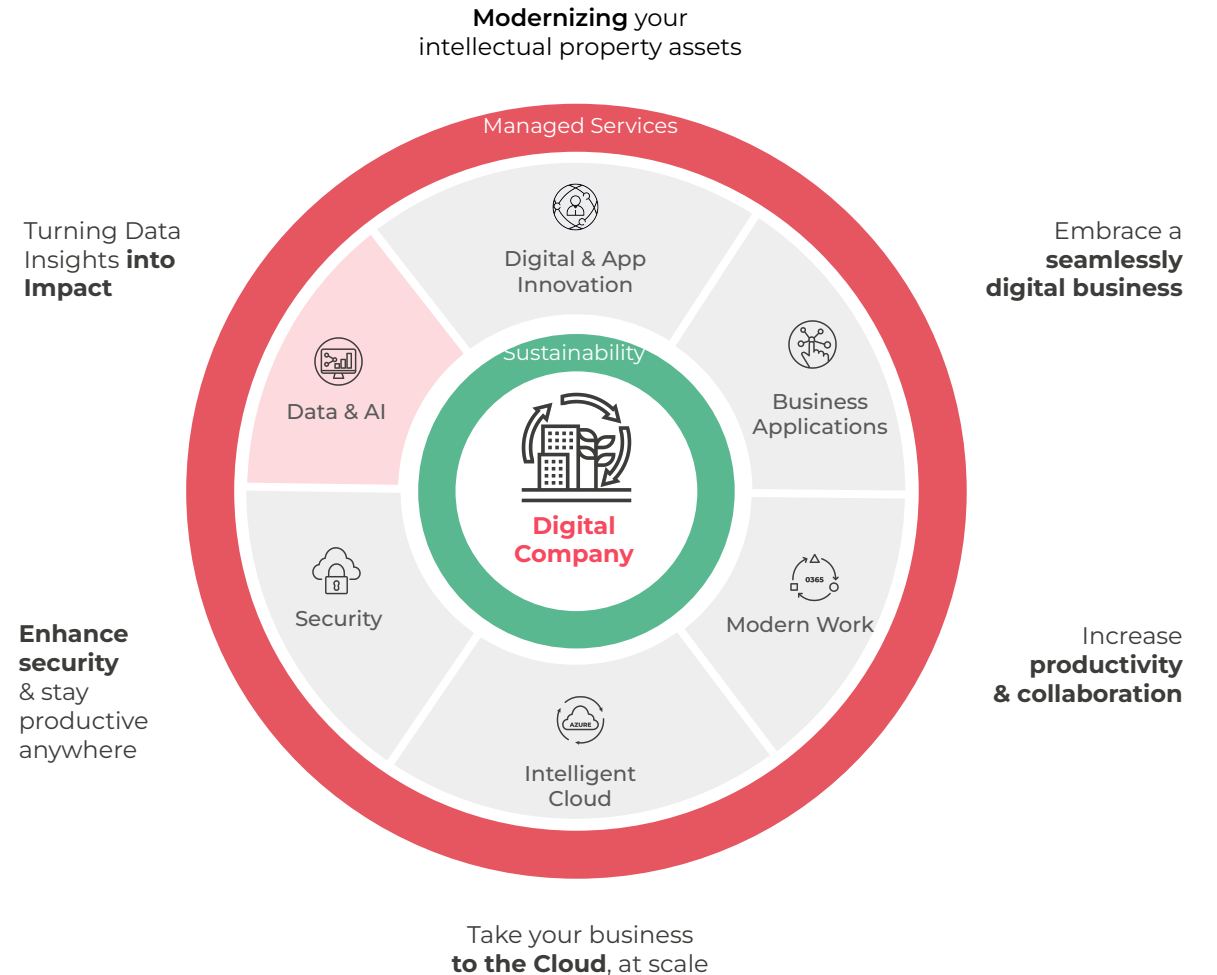 Modernizing your
intellectual property assets
Managed Services
Turning Data
Insights into
Impact
Digital & App
Innovation
Embrace a
seamlessly
digital business
Data & AI
Sustainability
Business
Applications
Digital
Company
Security
0365
Modern Work
Enhance
security
& stay
productive
anywhere
Increase
productivity
& collaboration
AZURE
Intelligent
Cloud
Take your business
to the Cloud, at scale